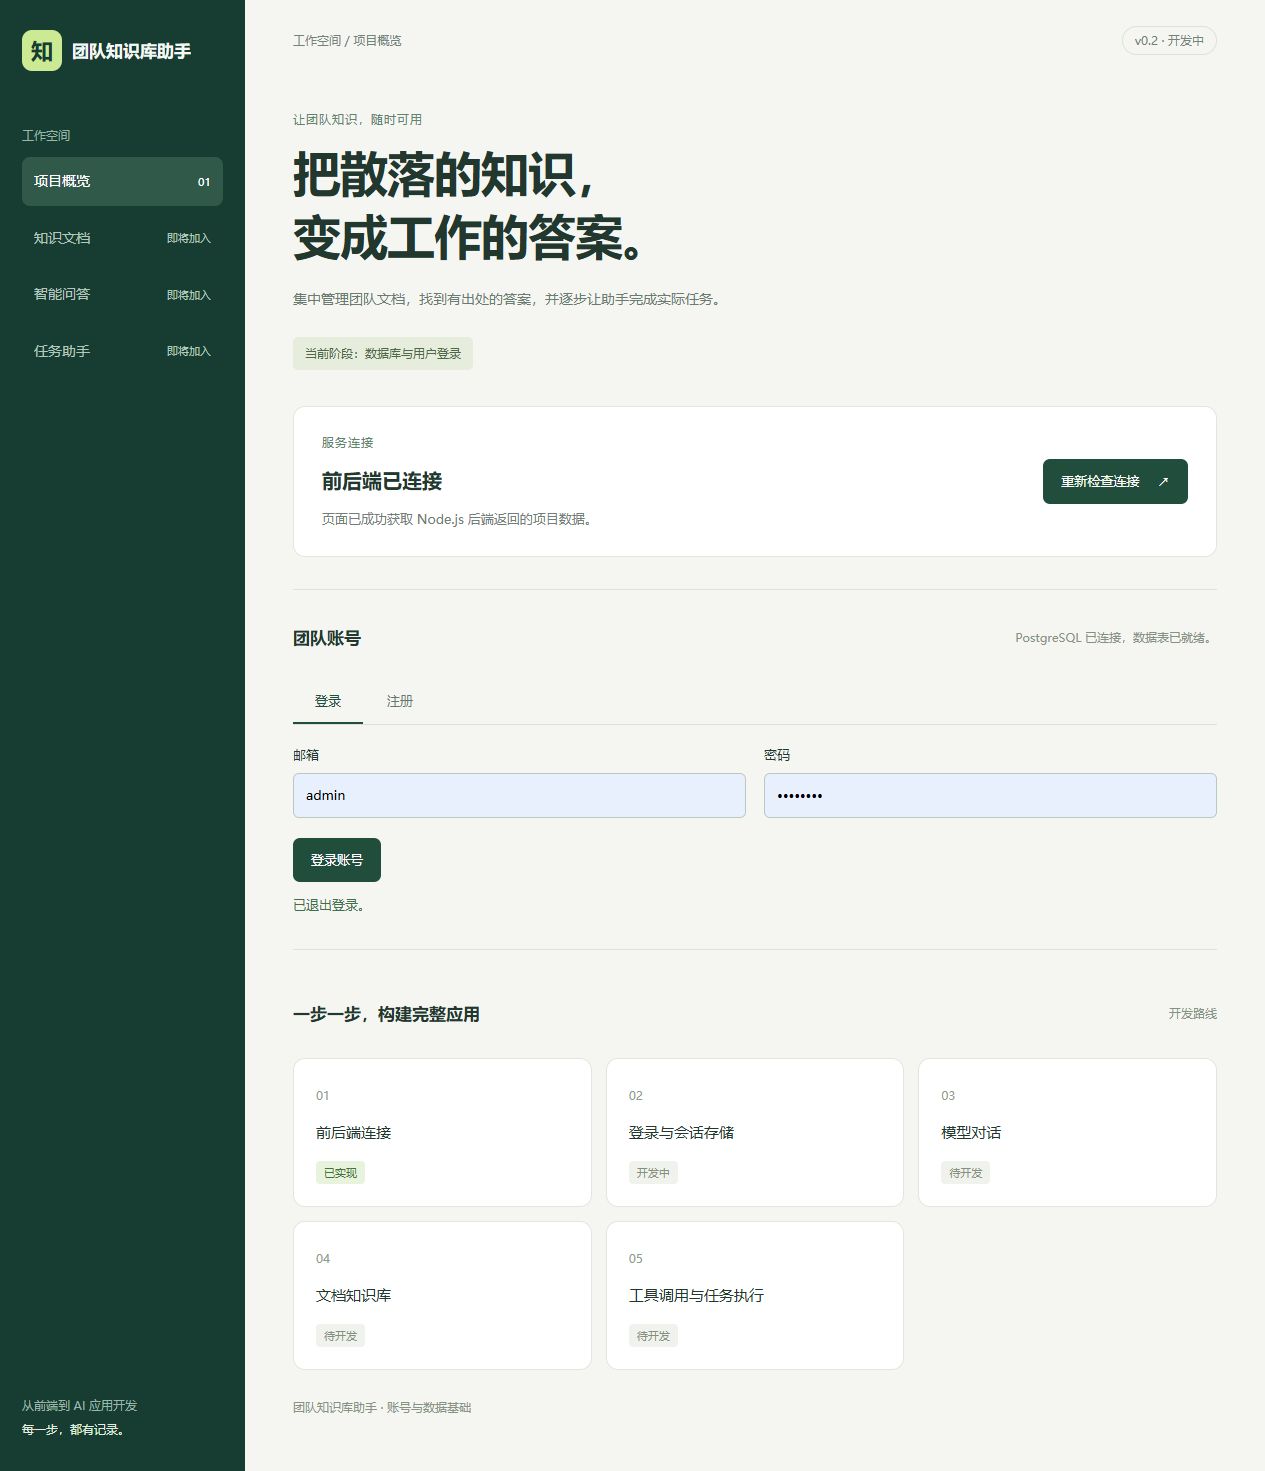 知 团队知识库助手
工作空间
项目概览 01
知识文档 即将加入
智能问答 即将加入
任务助手 即将加入
从前端到 AI 应用开发
每一步，都有记录。
工作空间 / 项目概览
v0.2 · 开发中
让团队知识，随时可用
把散落的知识，
变成工作的答案。
集中管理团队文档，找到有出处的答案，并逐步让助手完成实际任务。
当前阶段：数据库与用户登录
服务连接
前后端已连接
页面已成功获取 Node.js 后端返回的项目数据。
重新检查连接 ↗
团队账号
PostgreSQL 已连接，数据表已就绪。
登录 注册
邮箱 密码
admin ••••••••
登录账号
已退出登录。
一步一步，构建完整应用
开发路线
01
前后端连接
已实现
02
登录与会话存储
开发中
03
模型对话
待开发
04
文档知识库
待开发
05
工具调用与任务执行
待开发
团队知识库助手 · 账号与数据基础